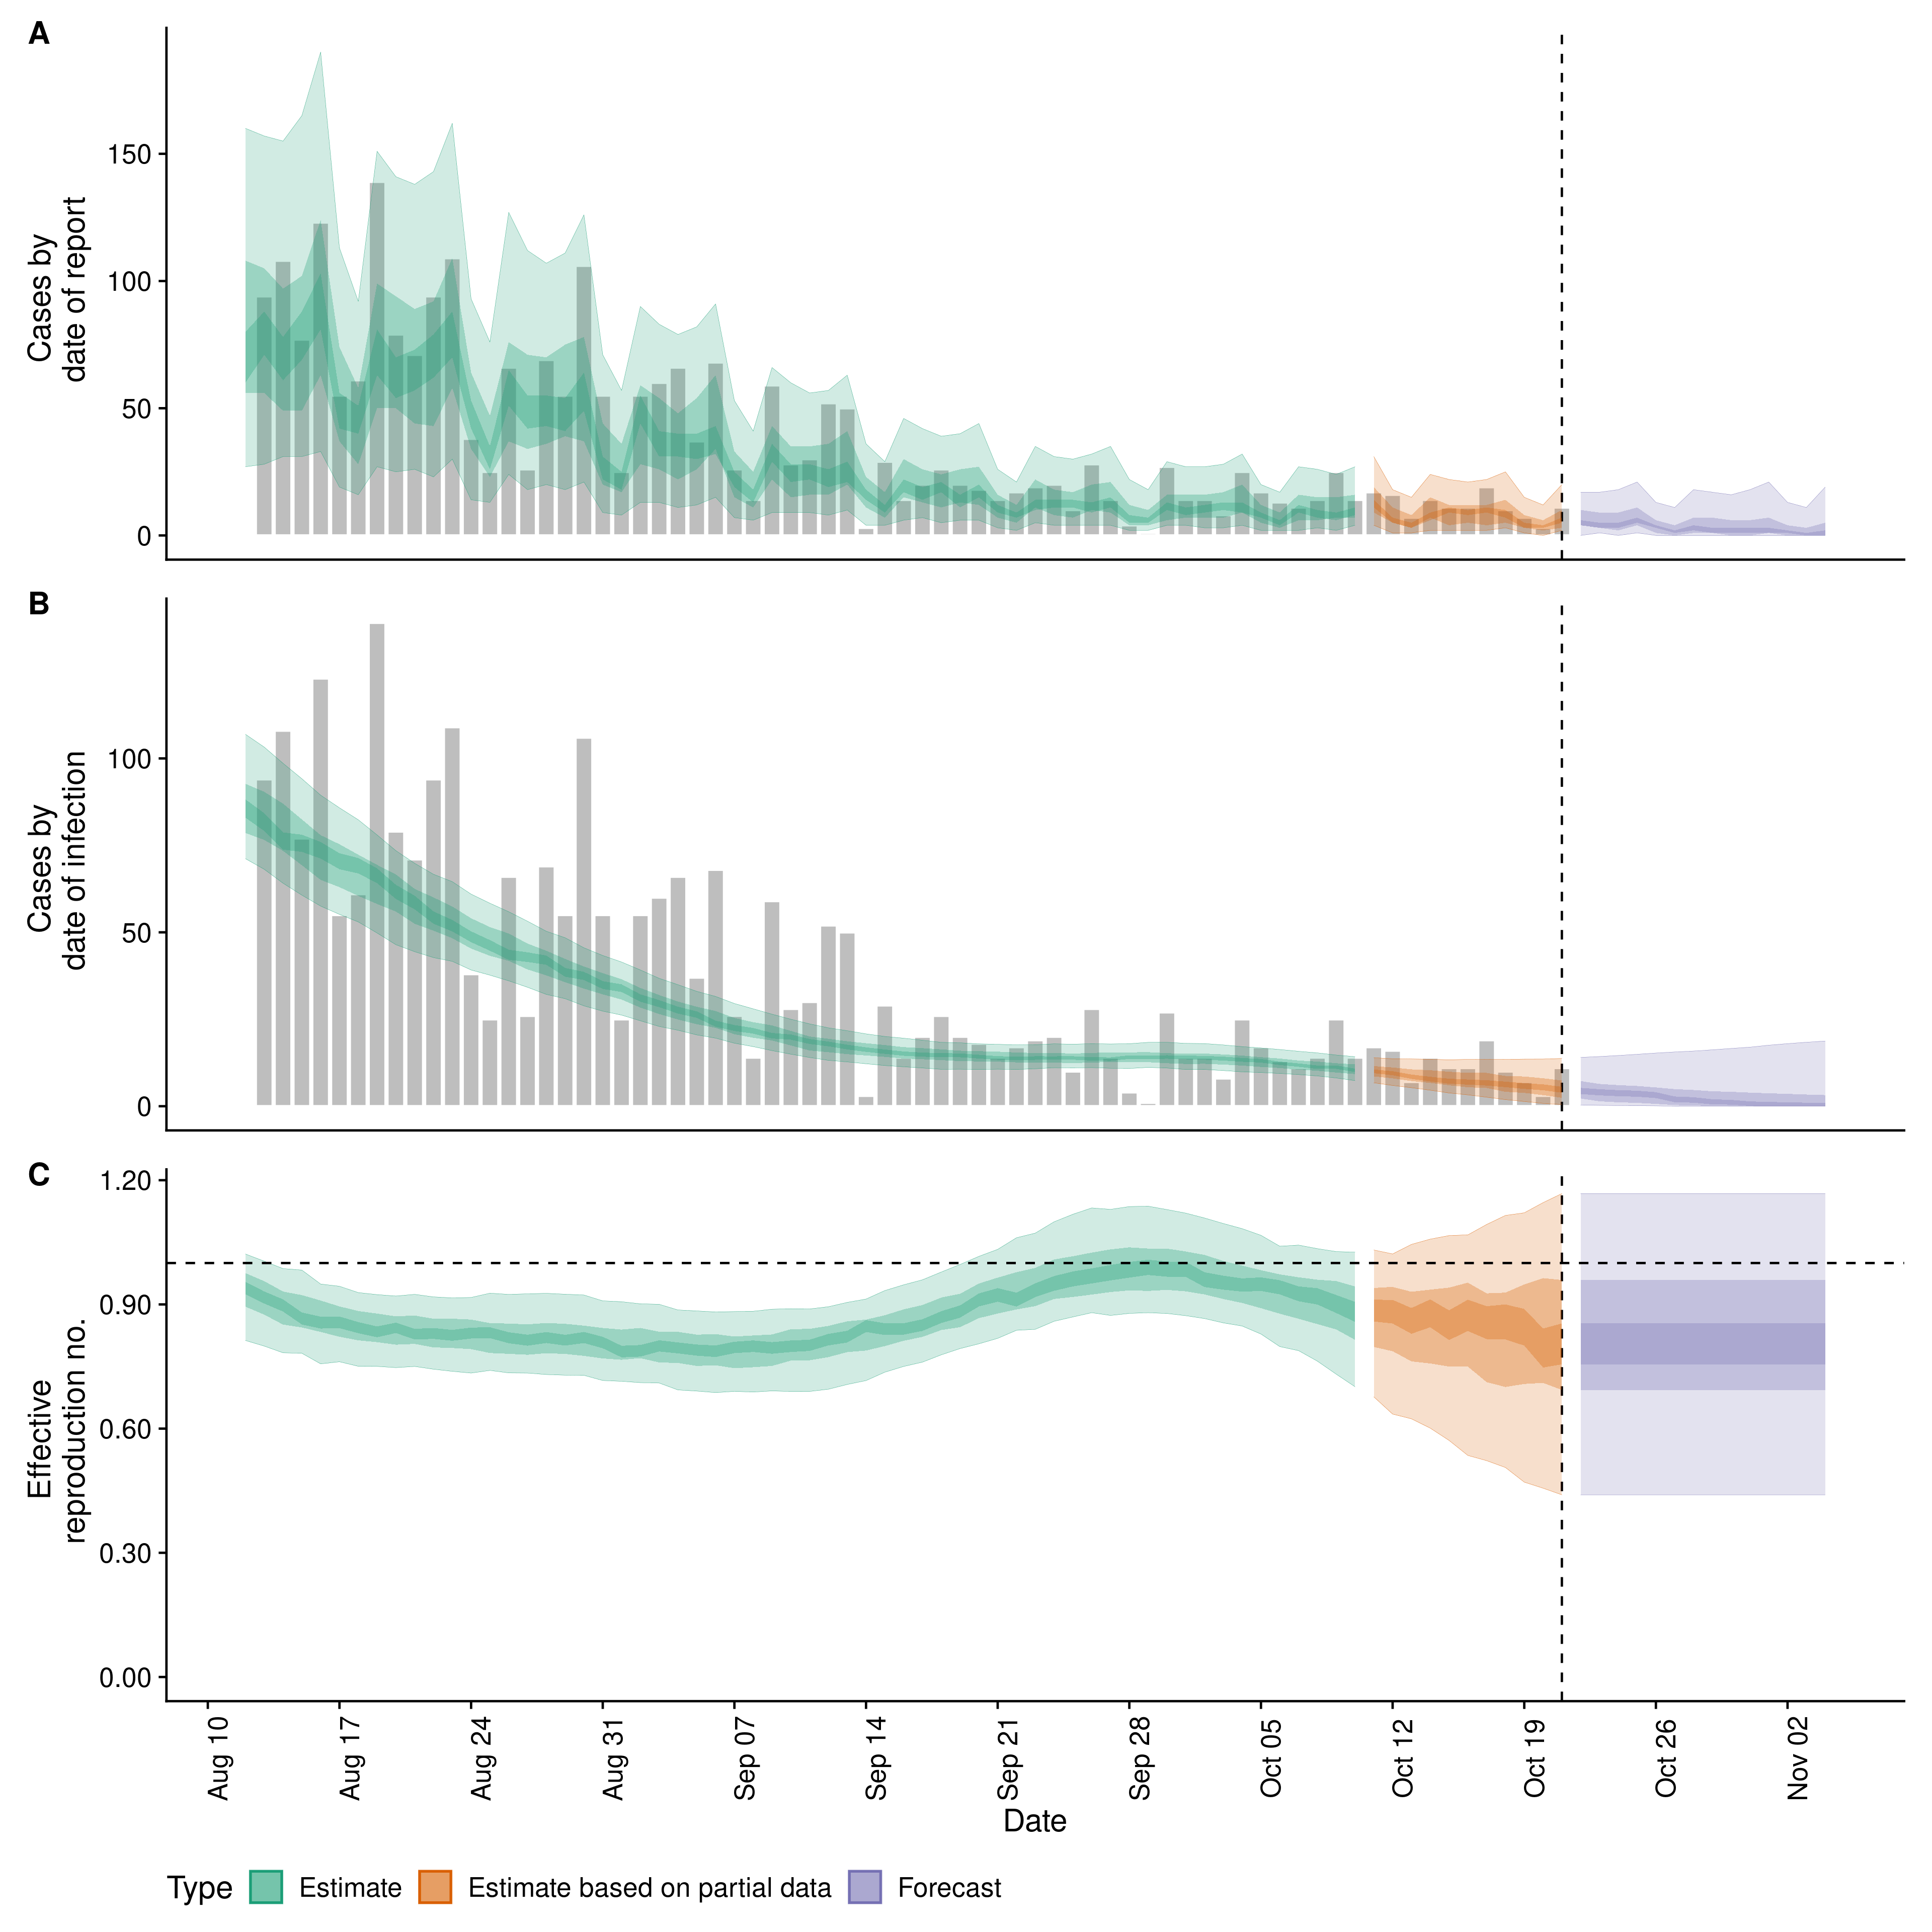 A
Cases by
date of report
150
100
50
0
B
Cases by
date of infection
100
50
0
C
Effective
reproduction no.
1.20
0.90
0.60
0.30
0.00
Aug 10
Aug 17
Aug 24
Aug 31
Sep 07
Sep 14
Sep 21
Sep 28
Oct 05
Oct 12
Oct 19
Oct 26
Nov 02
Date
Type Estimate Estimate based on partial data Forecast